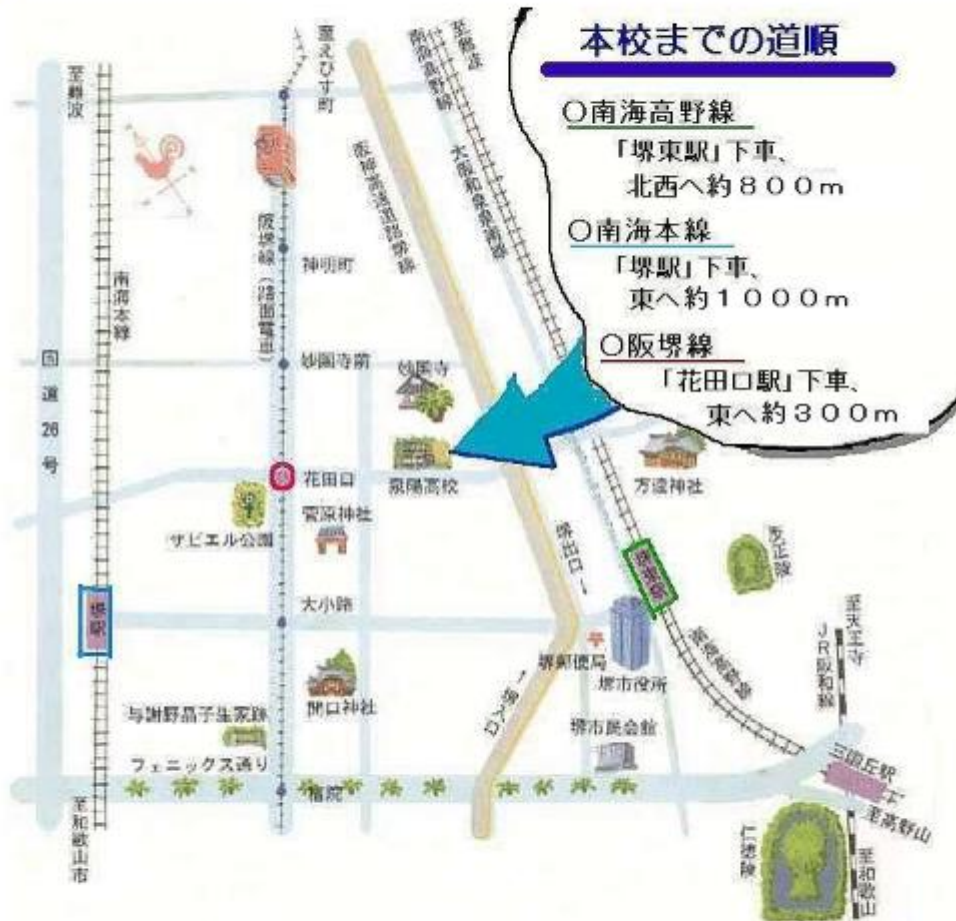 本校までの道順
○南海高野線
「堺東駅」下車、
北西へ約800m
○南海本線
「堺駅」下車、
東へ約1000m
○阪堺線
「花田口駅」下車、
東へ約300m
至難波
至えびす町
南海高野線
至難波
阪神高速道路堺線
大阪和泉泉南線
阪堺線（路面電車）
神明町
南海本線
国道26号
妙国寺前
妙国寺
花田口
泉陽高校
方違神社
菅原神社
ザビエル公園
堺出口→
反正陵
堺東駅
堺駅
大小路
至天王寺
JR阪和線
堺郵便局
堺市役所
開口神社
与謝野晶子生家跡
堺市民会館
フェニックス通り
三国丘駅
宿院
至高野山
至和歌山市
仁徳陵
至和歌山